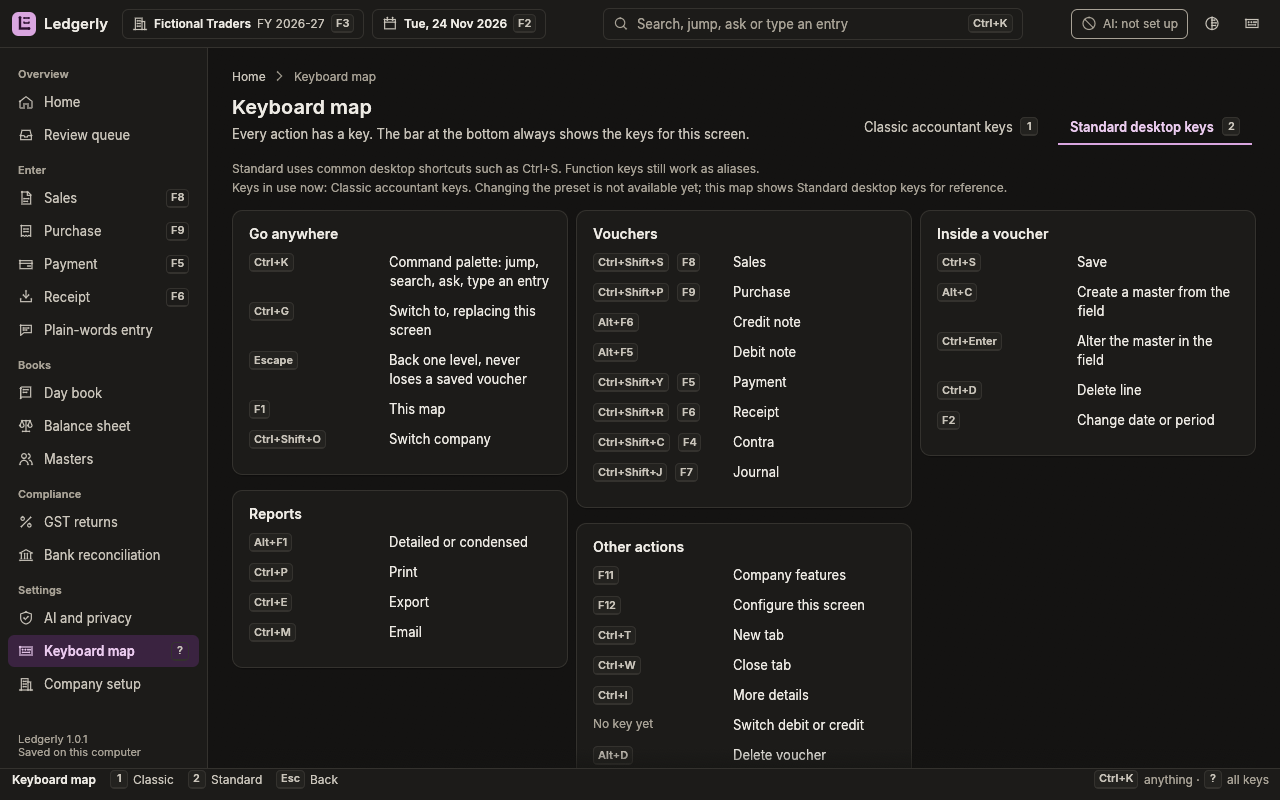 Ledgerly
Fictional Traders FY 2026-27 F3
Tue, 24 Nov 2026 F2
Search, jump, ask or type an entry Ctrl+K
AI: not set up
Overview
Home
Review queue
Enter
Sales F8
Purchase F9
Payment F5
Receipt F6
Plain-words entry
Books
Day book
Balance sheet
Masters
Compliance
GST returns
Bank reconciliation
Settings
AI and privacy
Keyboard map ?
Company setup
Ledgerly 1.0.1
Saved on this computer
Home > Keyboard map
Keyboard map
Every action has a key. The bar at the bottom always shows the keys for this screen.
Classic accountant keys 1
Standard desktop keys 2
Standard uses common desktop shortcuts such as Ctrl+S. Function keys still work as aliases.
Keys in use now: Classic accountant keys. Changing the preset is not available yet; this map shows Standard desktop keys for reference.
Go anywhere
Ctrl+K Command palette: jump,
search, ask, type an entry
Ctrl+G Switch to, replacing this
screen
Escape Back one level, never
loses a saved voucher
F1 This map
Ctrl+Shift+O Switch company
Reports
Alt+F1 Detailed or condensed
Ctrl+P Print
Ctrl+E Export
Ctrl+M Email
Vouchers
Ctrl+Shift+S F8 Sales
Ctrl+Shift+P F9 Purchase
Alt+F6 Credit note
Alt+F5 Debit note
Ctrl+Shift+Y F5 Payment
Ctrl+Shift+R F6 Receipt
Ctrl+Shift+C F4 Contra
Ctrl+Shift+J F7 Journal
Other actions
F11 Company features
F12 Configure this screen
Ctrl+T New tab
Ctrl+W Close tab
Ctrl+I More details
No key yet Switch debit or credit
Alt+D Delete voucher
Inside a voucher
Ctrl+S Save
Alt+C Create a master from the
field
Ctrl+Enter Alter the master in the
field
Ctrl+D Delete line
F2 Change date or period
Keyboard map 1 Classic 2 Standard Esc Back
Ctrl+K anything · ? all keys